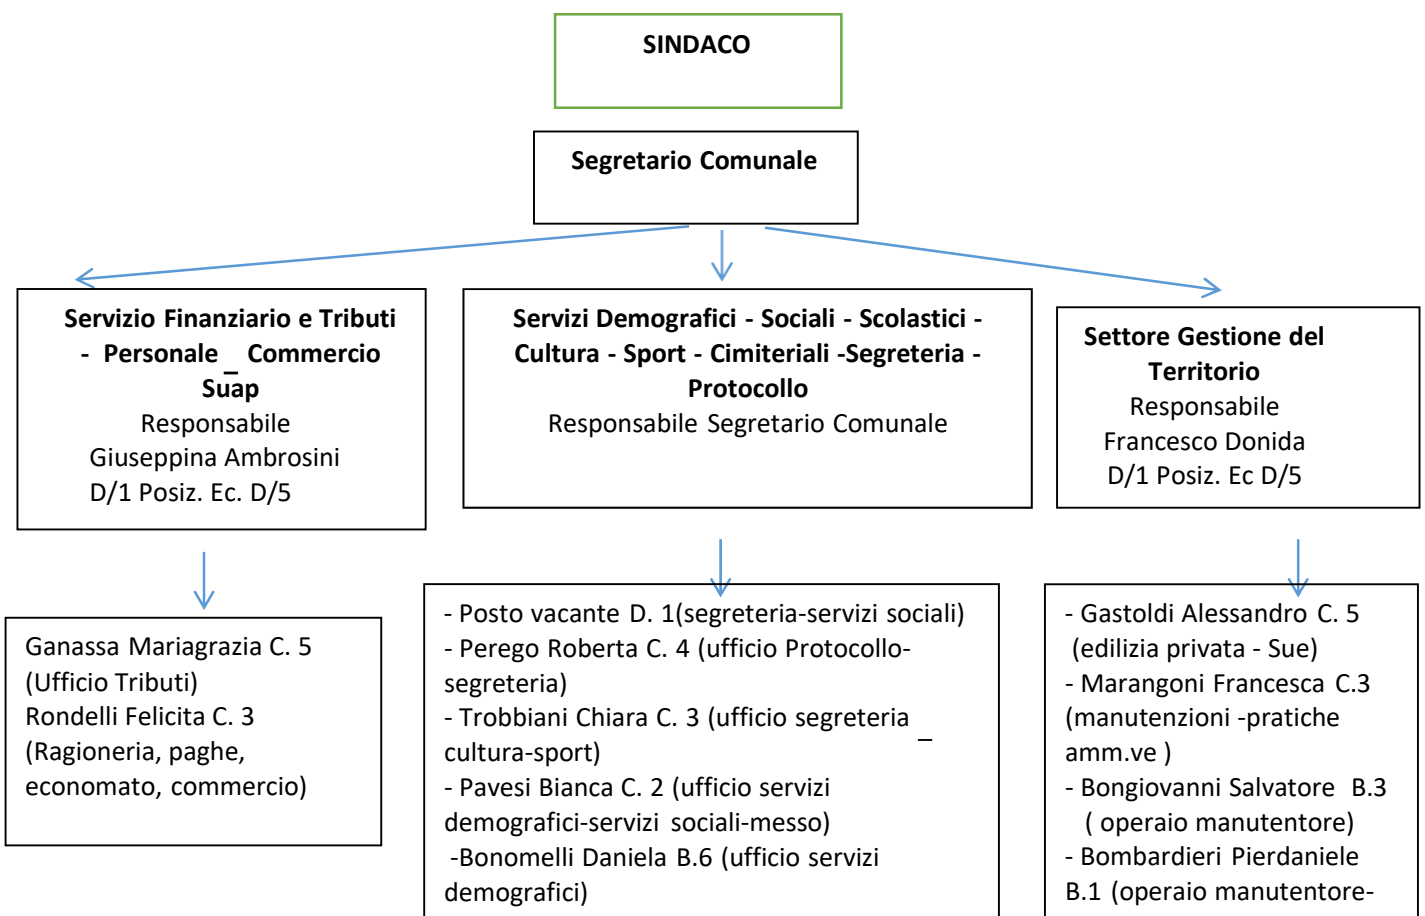 SINDACO
Segretario Comunale
Servizio Finanziario e Tributi
- Personale _ Commercio
Suap
Responsabile
Giuseppina Ambrosini
D/1 Posiz. Ec. D/5
Servizi Demografici - Sociali - Scolastici -
Cultura - Sport - Cimiteriali -Segreteria -
Protocollo
Responsabile Segretario Comunale
Settore Gestione del
Territorio
Responsabile
Francesco Donida
D/1 Posiz. Ec D/5
Ganassa Mariagrazia C. 5
(Ufficio Tributi)
Rondelli Felicita C. 3
(Ragioneria, paghe,
economato, commercio)
- Posto vacante D. 1(segreteria-servizi sociali)
- Perego Roberta C. 4 (ufficio Protocollo-
segreteria)
- Trobbiani Chiara C. 3 (ufficio segreteria _
cultura-sport)
- Pavesi Bianca C. 2 (ufficio servizi
demografici-servizi sociali-messo)
-Bonomelli Daniela B.6 (ufficio servizi
demografici)
- Gastoldi Alessandro C. 5
(edilizia privata - Sue)
- Marangoni Francesca C.3
(manutenzioni -pratiche
amm.ve )
- Bongiovanni Salvatore B.3
( operaio manutentore)
- Bombardieri Pierdaniele
B.1 (operaio manutentore-